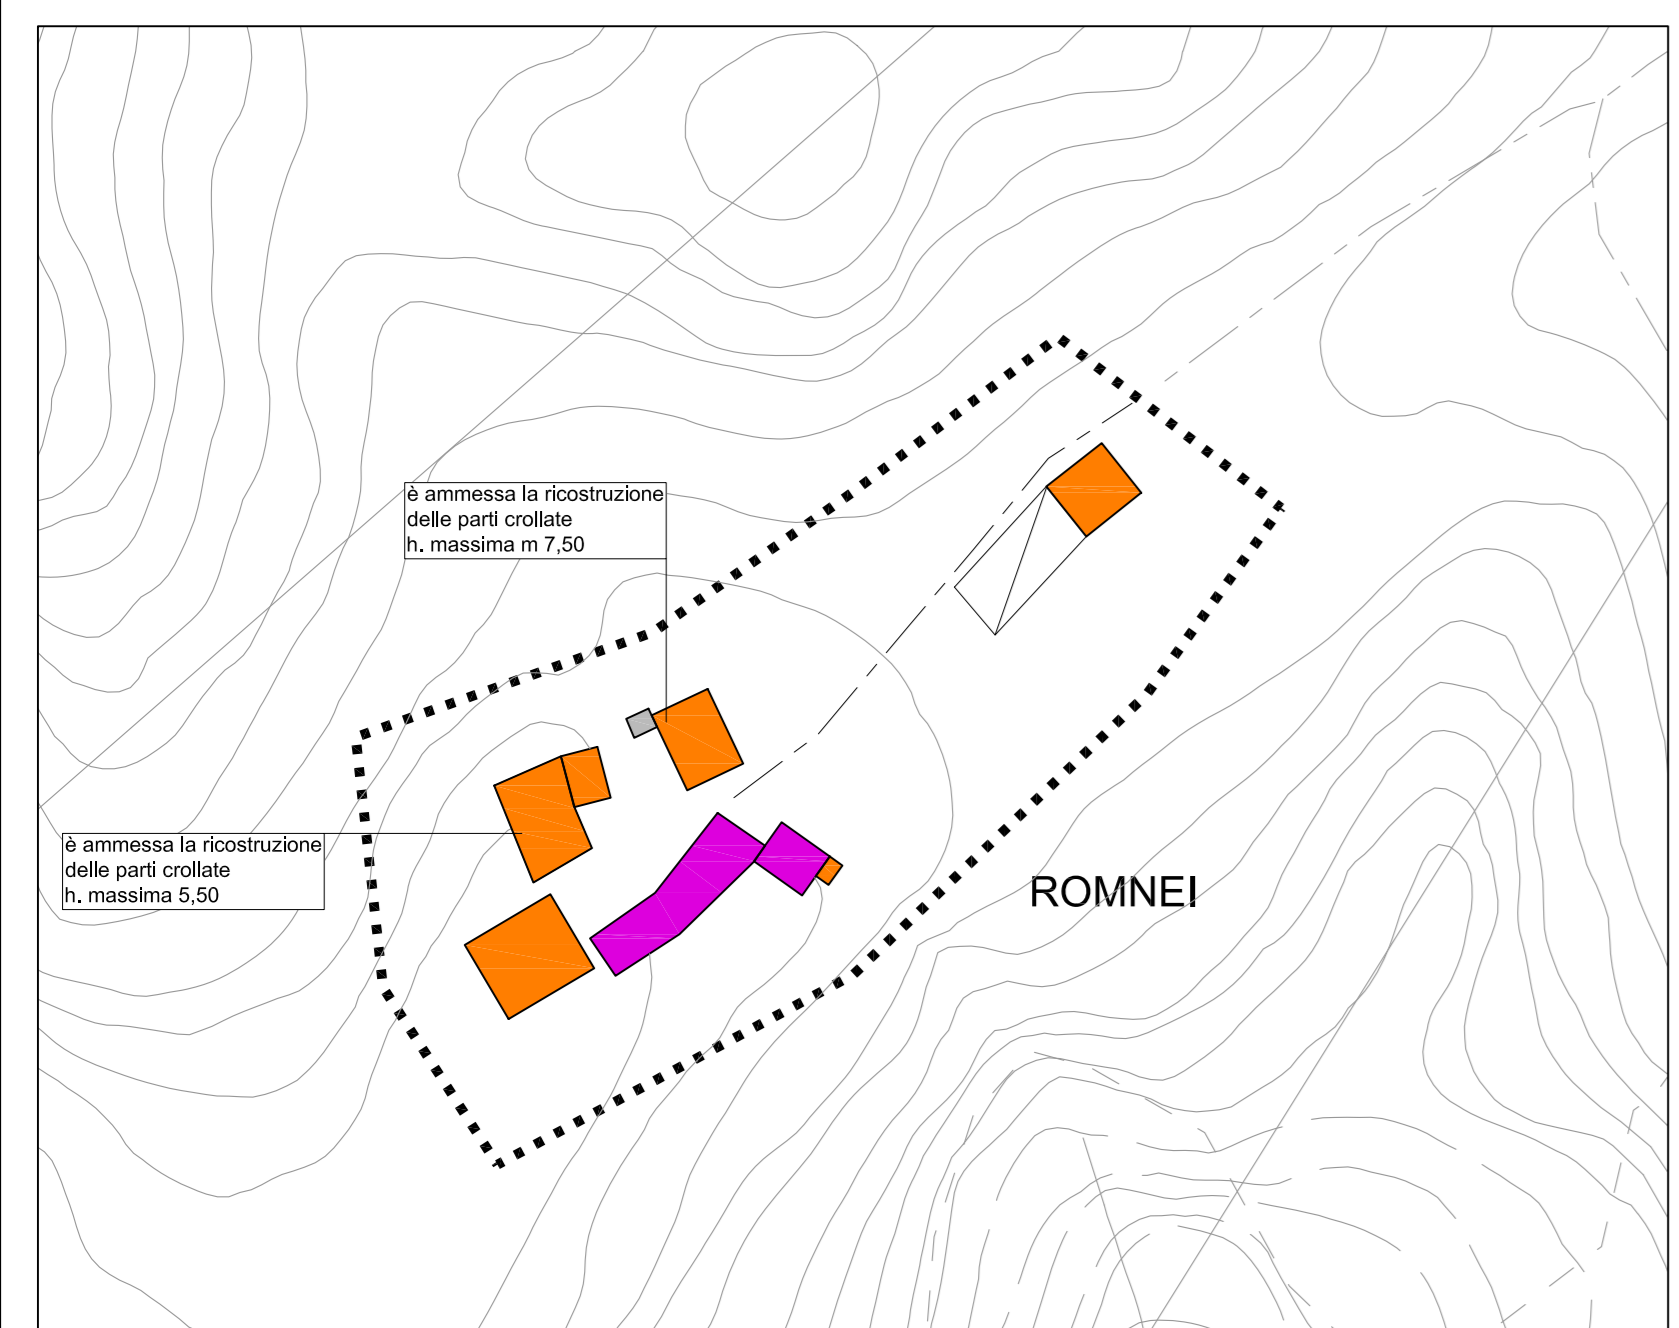 è ammessa la ricostruzione
delle parti crollate
h. massima m 7,50
è ammessa la ricostruzione
delle parti crollate
h. massima 5,50
ROMNEI